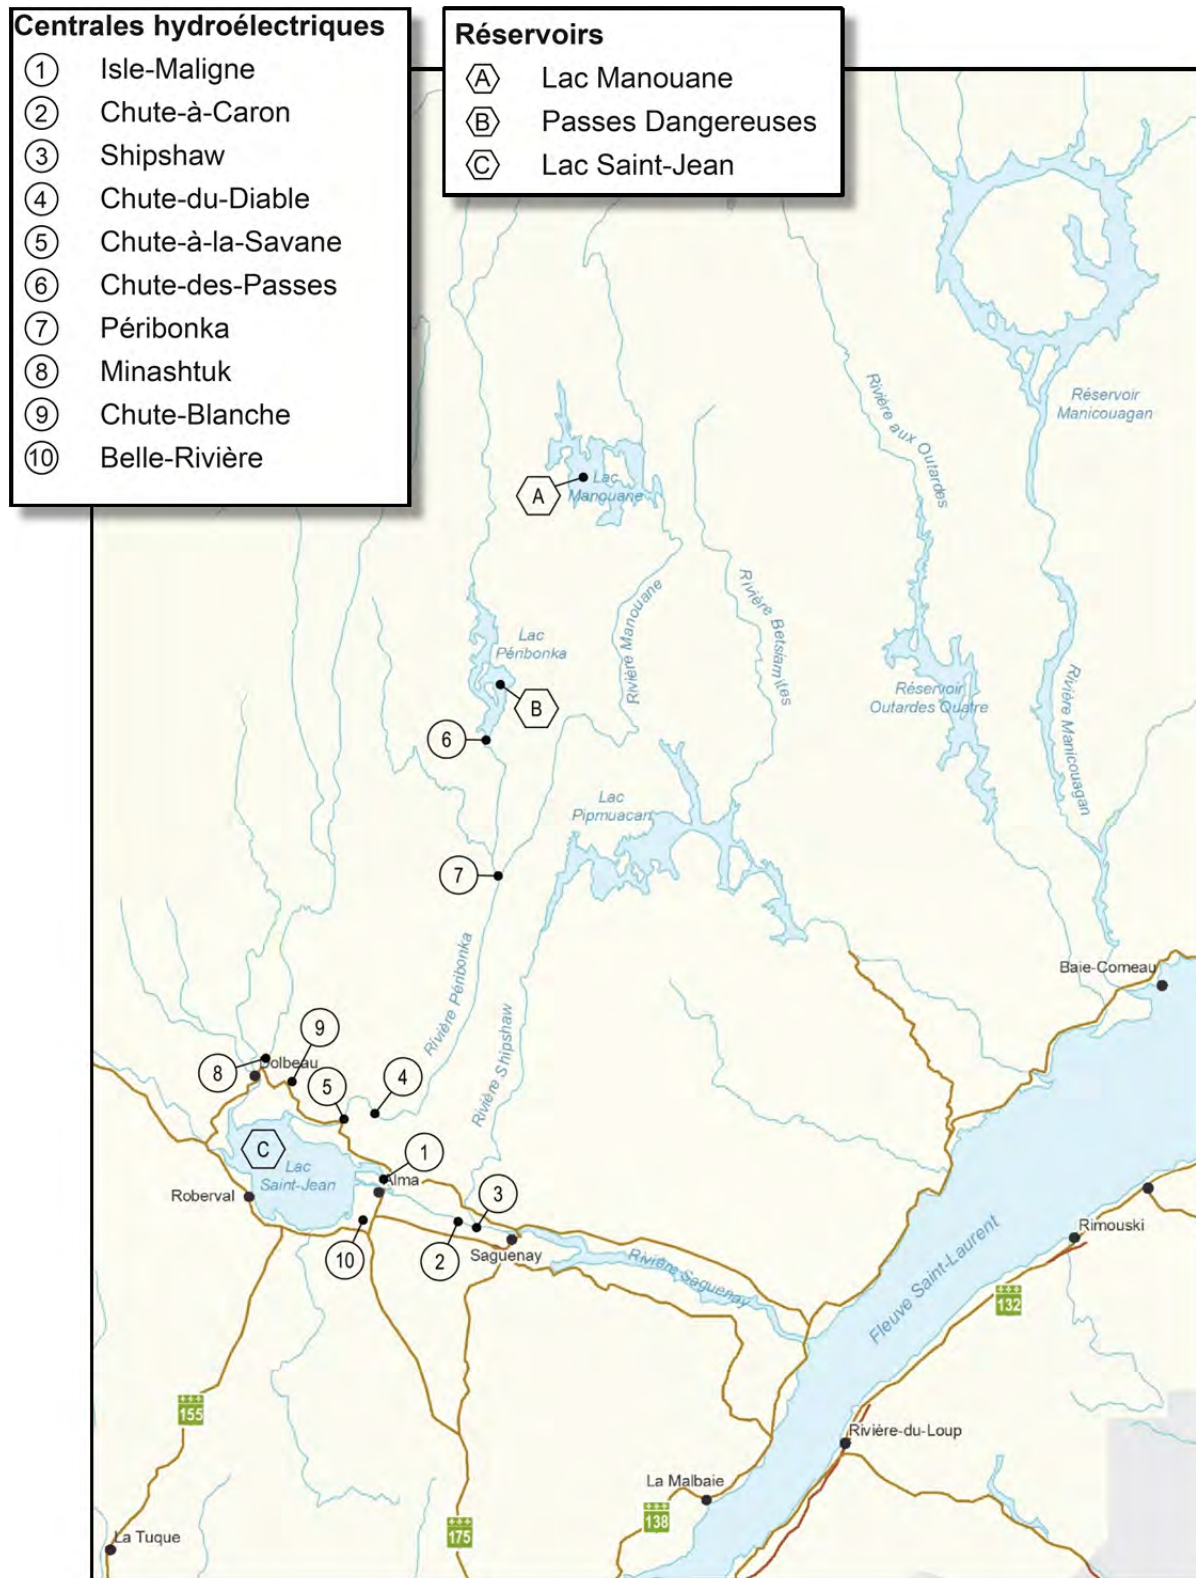 Centrales hydroélectriques
1 Isle-Maligne
2 Chute-à-Caron
3 Shipshaw
4 Chute-du-Diable
5 Chute-à-la-Savane
6 Chute-des-Passes
7 Péribonka
8 Minashtuk
9 Chute-Blanche
10 Belle-Rivière
Réservoirs
A Lac Manouane
B Passes Dangereuses
C Lac Saint-Jean
Réservoir
Manicouagan
Rivière aux Outardes
A
Lac
Manouane
Rivière Manouane
Rivière Betsiamites
Lac
Péribonka
B
6
Réservoir
Outardes Quatre
Rivière Manicouagan
Lac
Pipmuacan
7
Rivière Péribonka
Rivière Shipshaw
Baie-Comeau
9
8
Dolbeau
5
4
C
Lac
Saint-Jean
1
Alma
Roberval
3
10
2
Saguenay
Rivière Saguenay
Fleuve Saint-Laurent
Rimouski
132
155
Rivière-du-Loup
La Malbaie
138
175
La Tuque